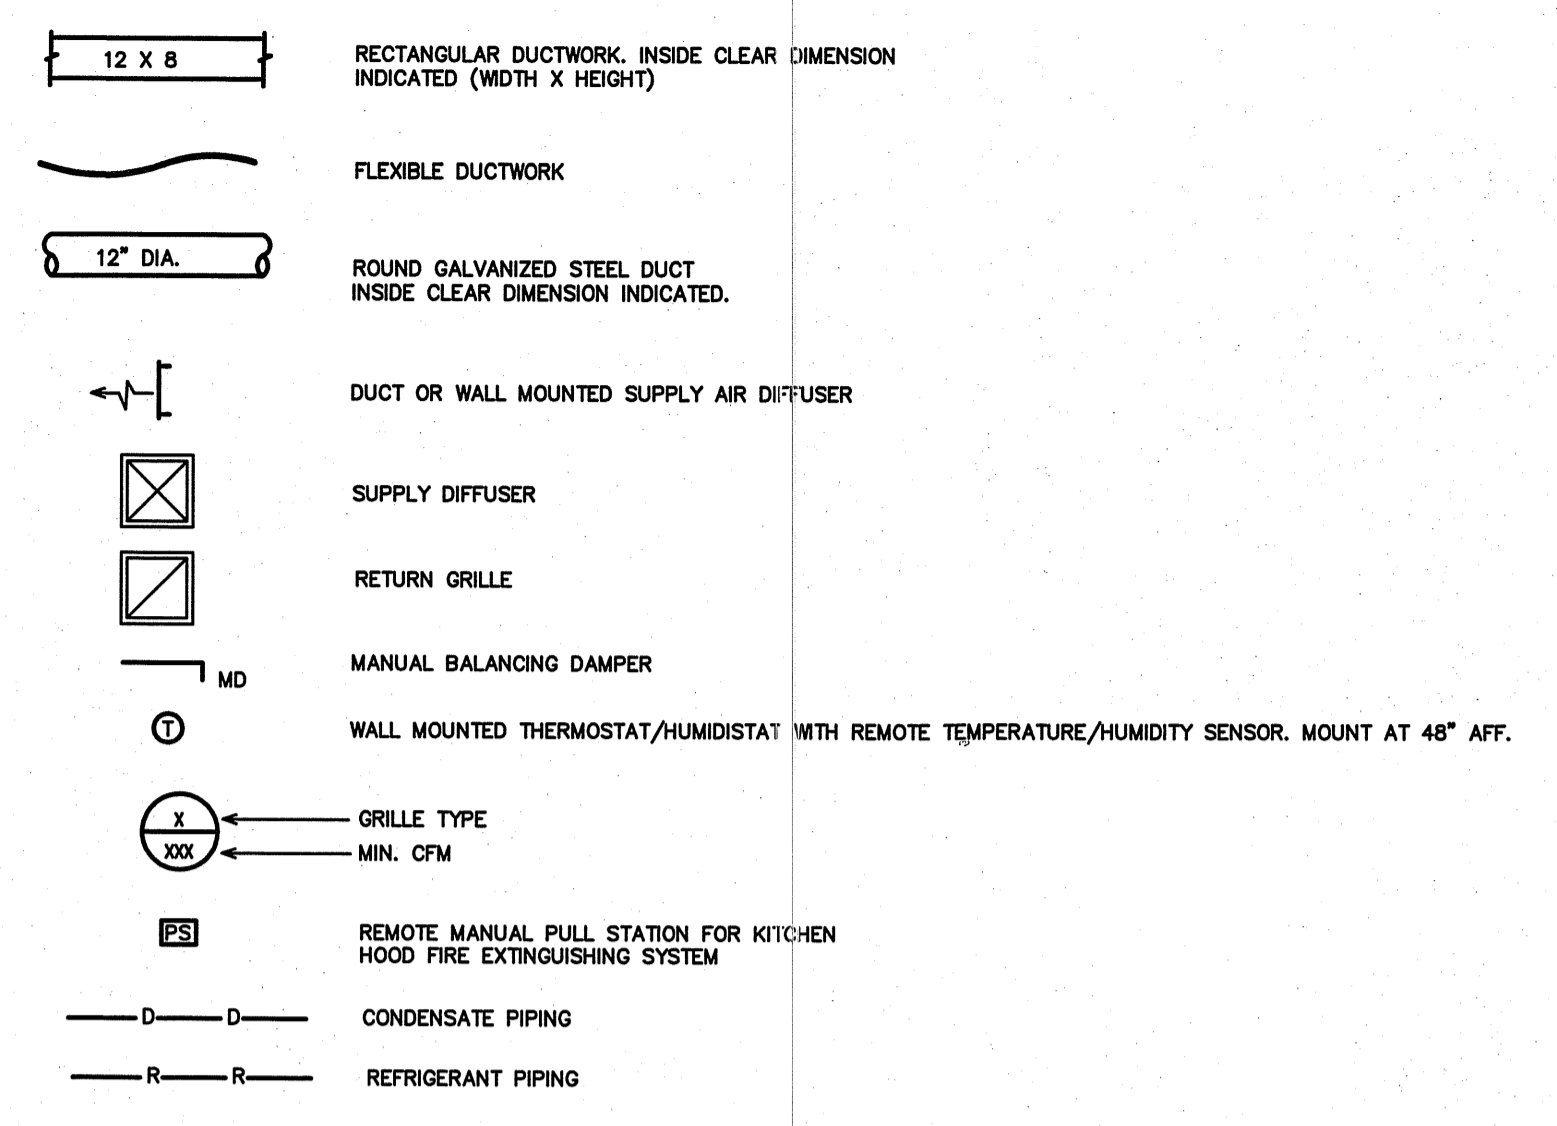 12 X 8
RECTANGULAR DUCTWORK. INSIDE CLEAR DIMENSION
INDICATED (WIDTH X HEIGHT)
FLEXIBLE DUCTWORK
12" DIA.
ROUND GALVANIZED STEEL DUCT
INSIDE CLEAR DIMENSION INDICATED.
DUCT OR WALL MOUNTED SUPPLY AIR DIFFUSER
SUPPLY DIFFUSER
RETURN GRILLE
MD
MANUAL BALANCING DAMPER
T
WALL MOUNTED THERMOSTAT/HUMIDISTAT WITH REMOTE TEMPERATURE/HUMIDITY SENSOR. MOUNT AT 48" AFF.
X
GRILLE TYPE
XXX
MIN. CFM
PS
REMOTE MANUAL PULL STATION FOR KITCHEN
HOOD FIRE EXTINGUISHING SYSTEM
D D
CONDENSATE PIPING
R R
REFRIGERANT PIPING